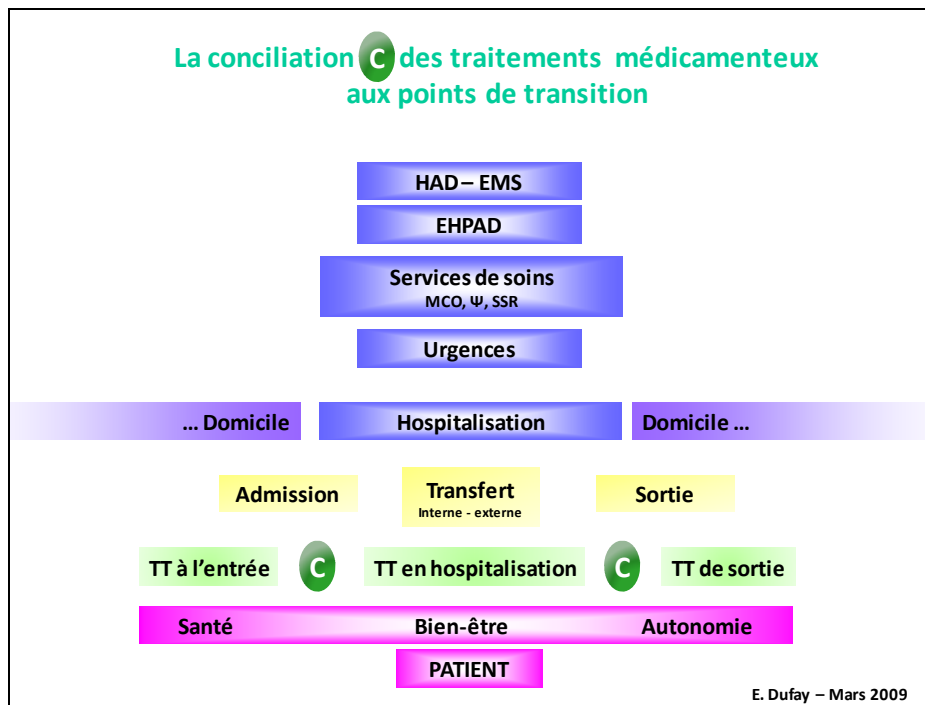 La conciliation C des traitements médicamenteux
aux points de transition
HAD – EMS
EHPAD
Services de soins
MCO, Ψ, SSR
Urgences
... Domicile Hospitalisation Domicile ...
Admission Transfert Sortie
Interne - externe
TT à l'entrée C TT en hospitalisation C TT de sortie
Santé Bien-être Autonomie
PATIENT
E. Dufay – Mars 2009